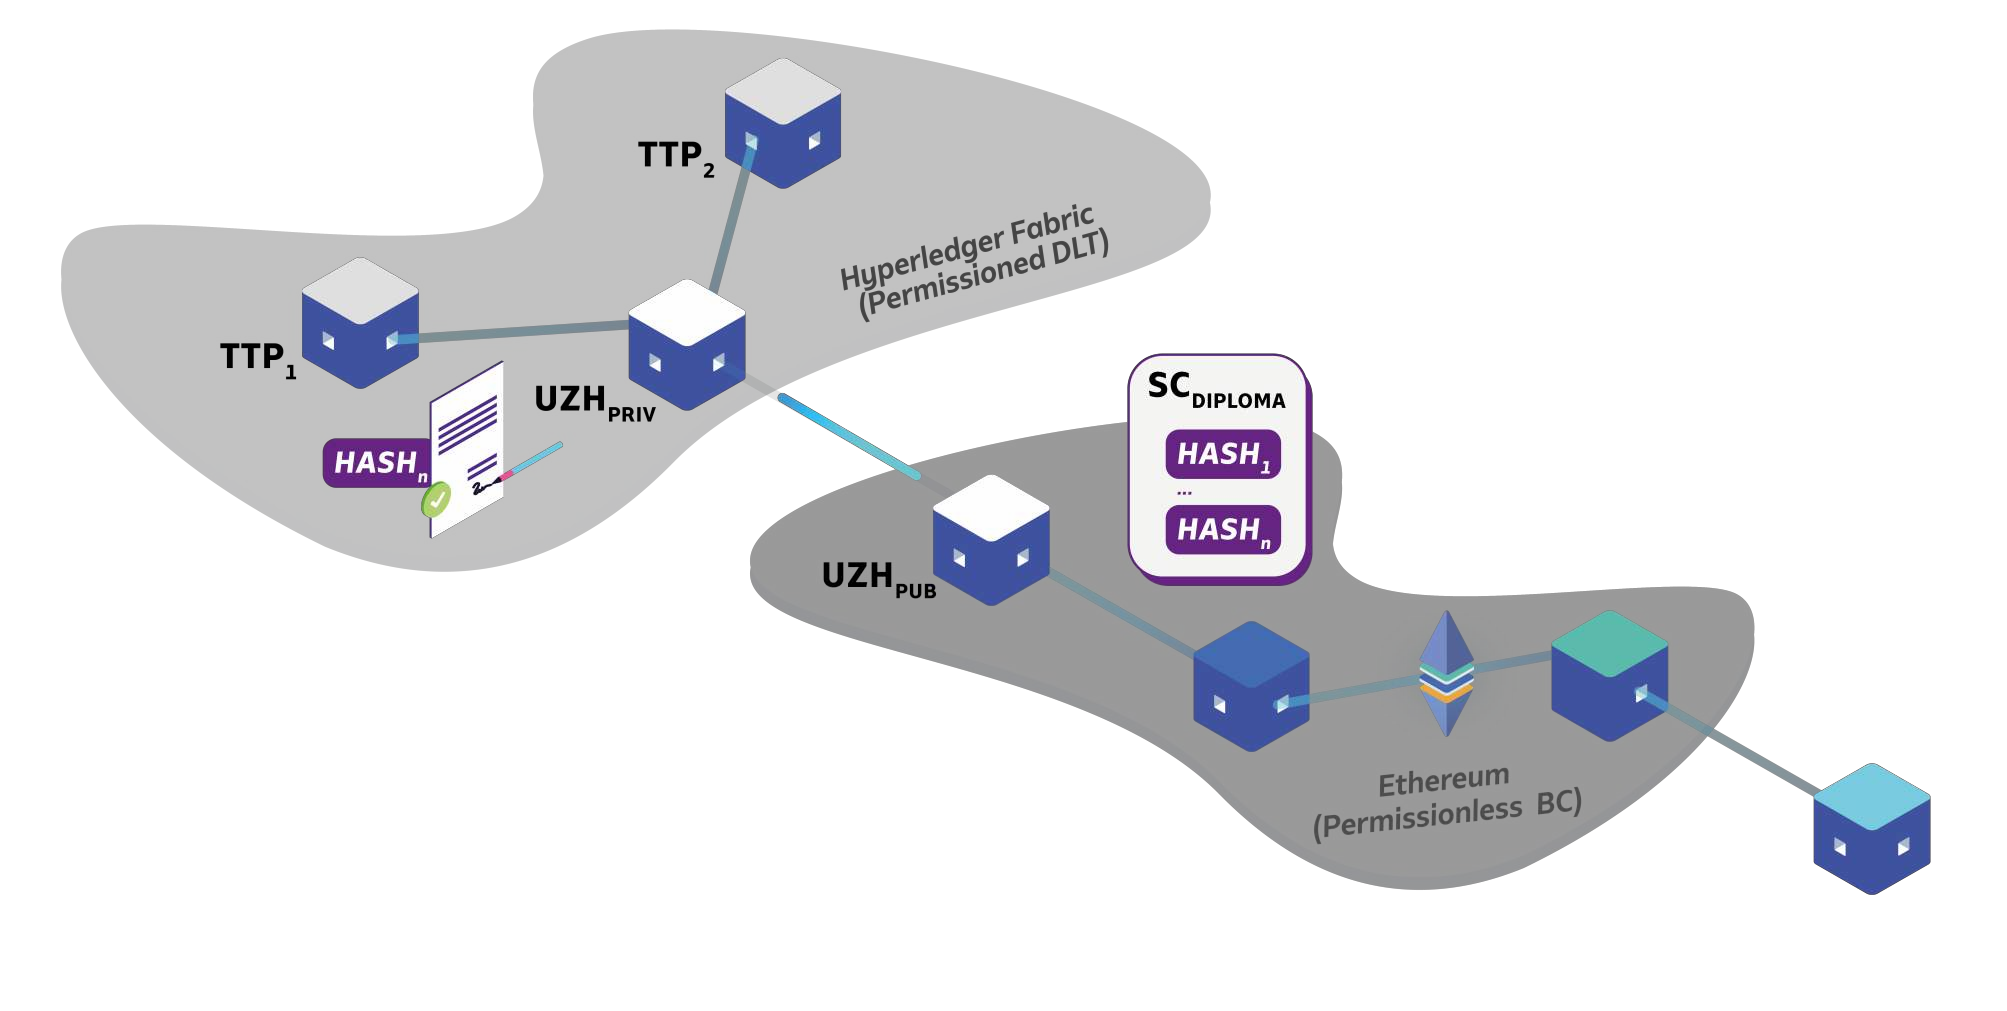 TTP2
Hyperledger Fabric
(Permissioned DLT)
TTP1
UZHPRIV
HASHn
SCDIPLOMA
HASH1
...
HASHn
UZHPUB
Ethereum
(Permissionless BC)